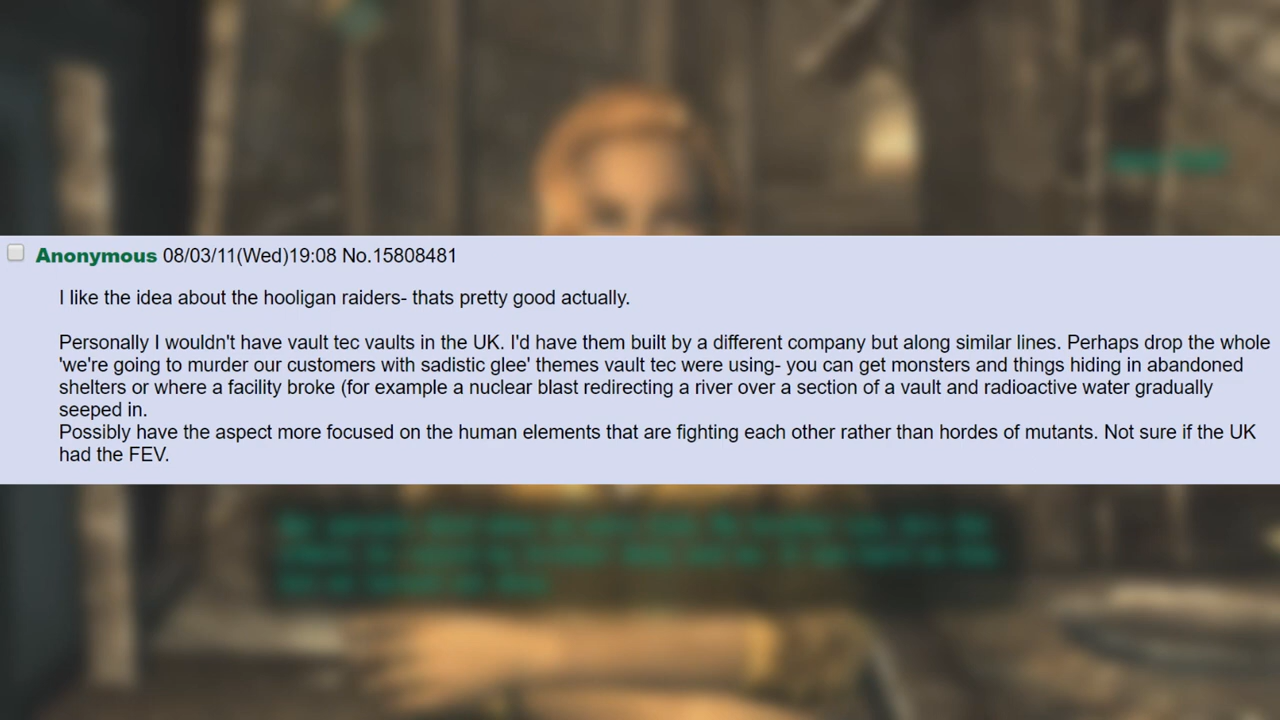 Anonymous 08/03/11(Wed)19:08 No.15808481
I like the idea about the hooligan raiders- thats pretty good actually.
Personally I wouldn't have vault tec vaults in the UK. I'd have them built by a different company but along similar lines. Perhaps drop the whole
'we're going to murder our customers with sadistic glee' themes vault tec were using- you can get monsters and things hiding in abandoned
shelters or where a facility broke (for example a nuclear blast redirecting a river over a section of a vault and radioactive water gradually
seeped in.
Possibly have the aspect more focused on the human elements that are fighting each other rather than hordes of mutants. Not sure if the UK
had the FEV.